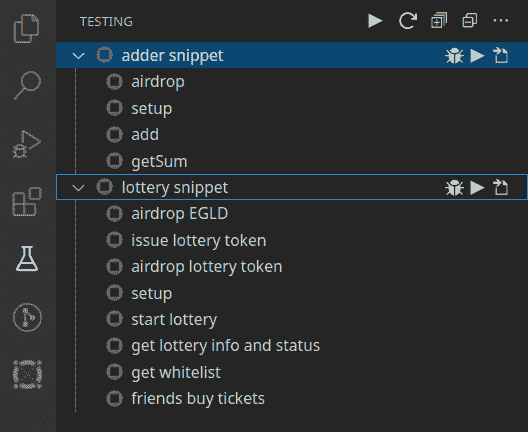 TESTING
adder snippet
airdrop
setup
add
getSum
lottery snippet
airdrop EGLD
issue lottery token
airdrop lottery token
setup
start lottery
get lottery info and status
get whitelist
friends buy tickets